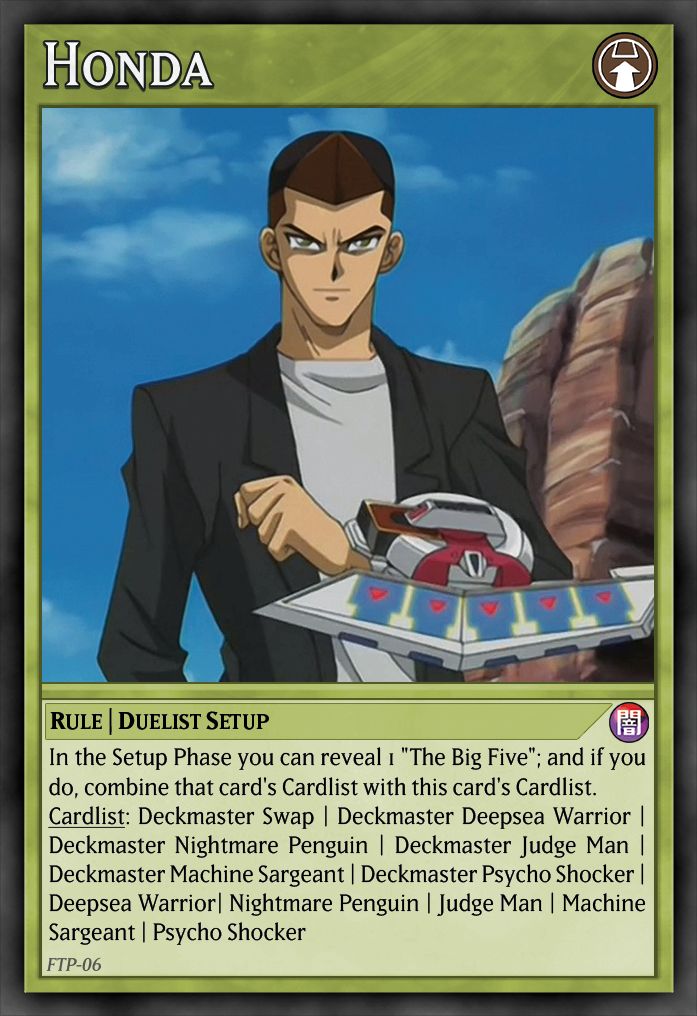 HONDA
RULE | DUELIST SETUP
闇
In the Setup Phase you can reveal 1 "The Big Five"; and if you
do, combine that card's Cardlist with this card's Cardlist.
Cardlist: Deckmaster Swap | Deckmaster Deepsea Warrior |
Deckmaster Nightmare Penguin | Deckmaster Judge Man |
Deckmaster Machine Sargeant | Deckmaster Psycho Shocker |
Deepsea Warrior| Nightmare Penguin | Judge Man | Machine
Sargeant | Psycho Shocker
FTP-06